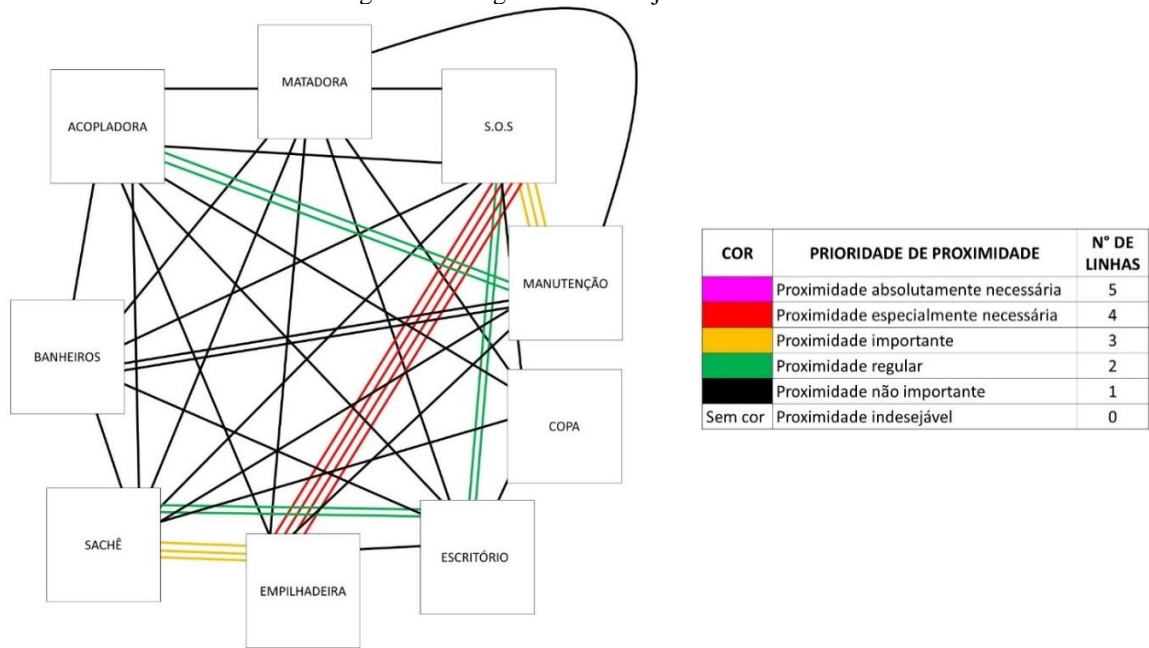 MATADORA
ACOPLADORA
S.O.S
MANUTENÇÃO
BANHEIROS
COPA
SACHÊ
EMPILHADEIRA
ESCRITÓRIO
COR PRIORIDADE DE PROXIMIDADE N° DE LINHAS
Proximidade absolutamente necessária 5
Proximidade especialmente necessária 4
Proximidade importante 3
Proximidade regular 2
Proximidade não importante 1
Sem cor Proximidade indesejável 0